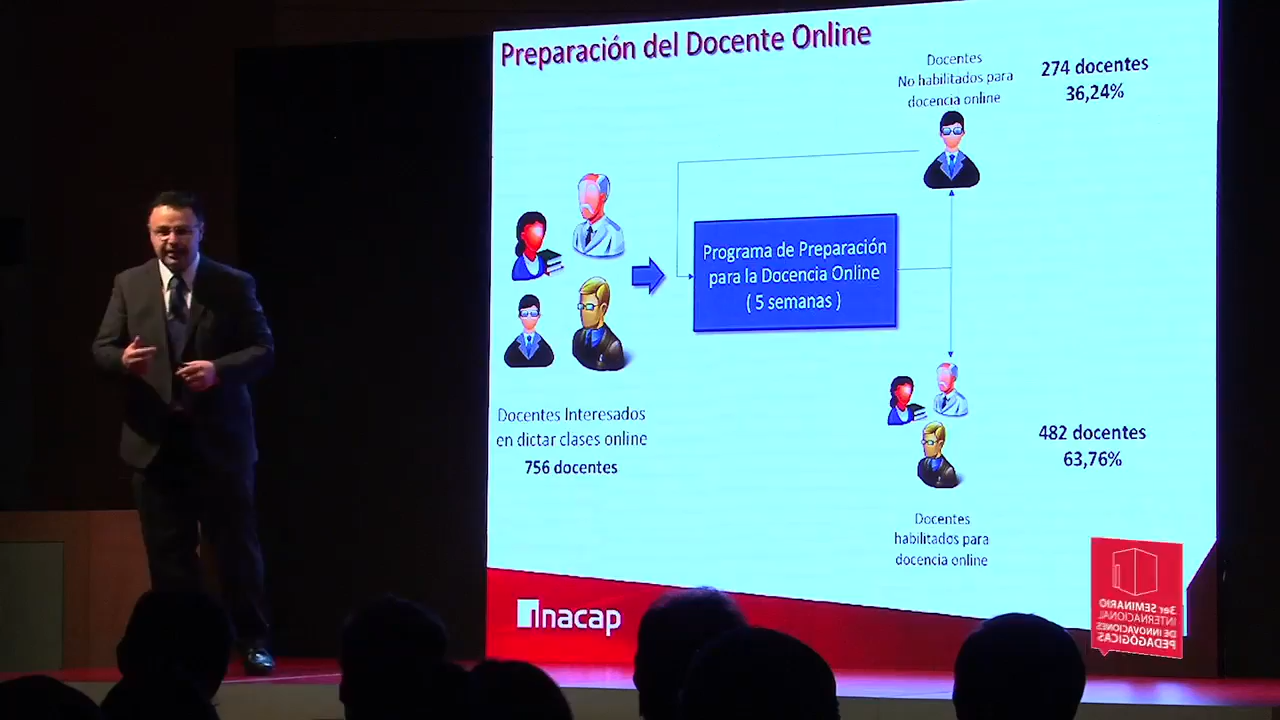 Preparación del Docente Online
Docentes
No habilitados para
docencia online
274 docentes
36,24%
Programa de Preparación
para la Docencia Online
( 5 semanas )
Docentes Interesados
en dictar clases online
756 docentes
482 docentes
63,76%
Docentes
habilitados para
docencia online
Inacap
3er SEMINARIO
INTERNACIONAL
DE INNOVACIONES
PEDAGÓGICAS